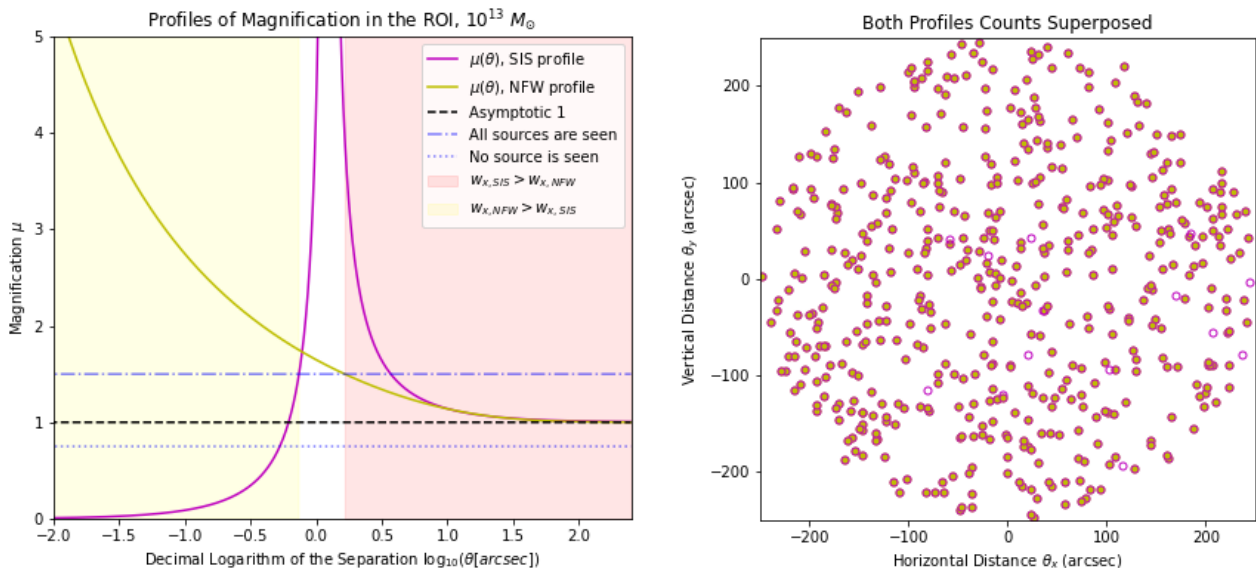 Profiles of Magnification in the ROI, 10¹³ M⊙
5
4
3
2
1
0
Magnification μ
μ(θ), SIS profile
μ(θ), NFW profile
Asymptotic 1
All sources are seen
No source is seen
w_{x,SIS} > w_{x,NFW}
w_{x,NFW} > w_{x,SIS}
−2.0 −1.5 −1.0 −0.5 0.0 0.5 1.0 1.5 2.0
Decimal Logarithm of the Separation log₁₀(θ[arcsec])
Both Profiles Counts Superposed
200
100
0
−100
−200
Vertical Distance θ_y (arcsec)
−200 −100 0 100 200
Horizontal Distance θ_x (arcsec)